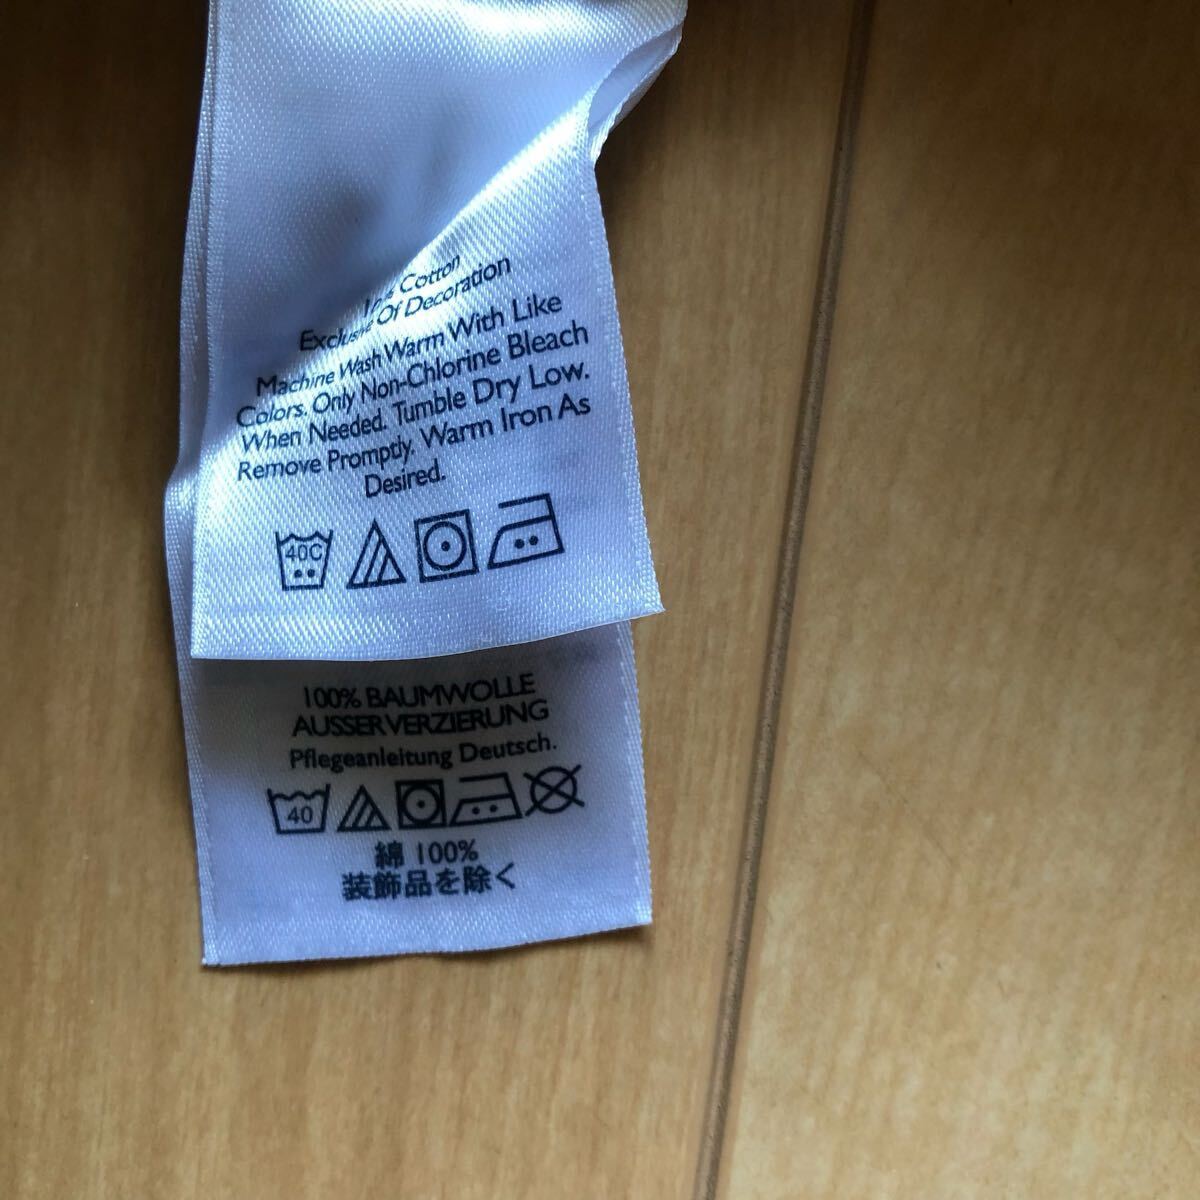 Cotton
Exclusive Of Decoration
Machine Wash Warm With Like
Colors. Only Non-Chlorine Bleach
When Needed. Tumble Dry Low.
Remove Promptly. Warm Iron As
Desired.
40C
100% BAUMWOLLE
AUSSER VERZIERUNG
Pflegeanleitung Deutsch.
40
綿 100%
装飾品を除く